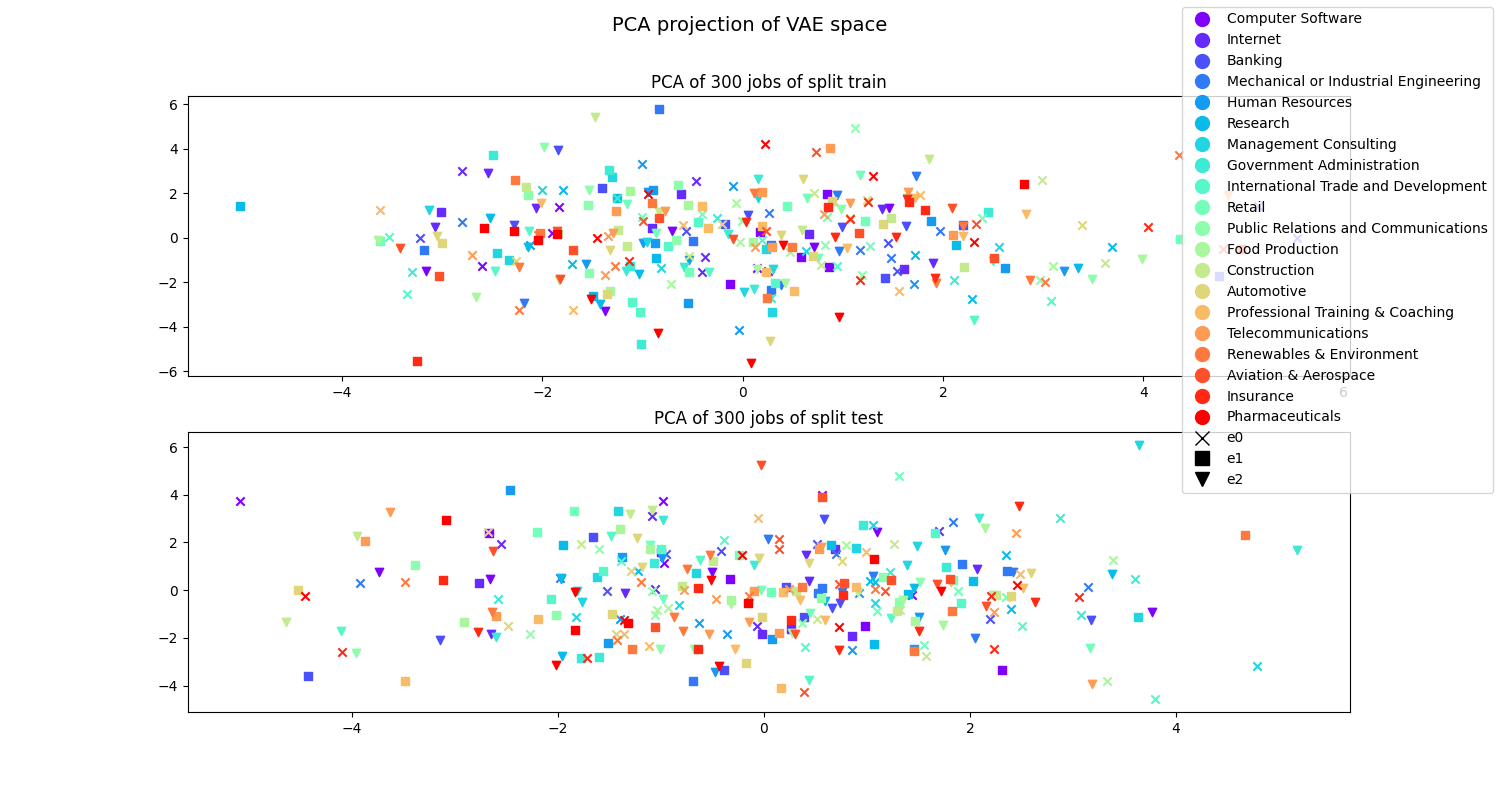 PCA projection of VAE space
PCA of 300 jobs of split train
6
4
2
0
−2
−4
−6
−4
−2
0
2
4
6
PCA of 300 jobs of split test
6
4
2
0
−2
−4
−4
−2
0
2
4
Computer Software
Internet
Banking
Mechanical or Industrial Engineering
Human Resources
Research
Management Consulting
Government Administration
International Trade and Development
Retail
Public Relations and Communications
Food Production
Construction
Automotive
Professional Training & Coaching
Telecommunications
Renewables & Environment
Aviation & Aerospace
Insurance
Pharmaceuticals
e0
e1
e2